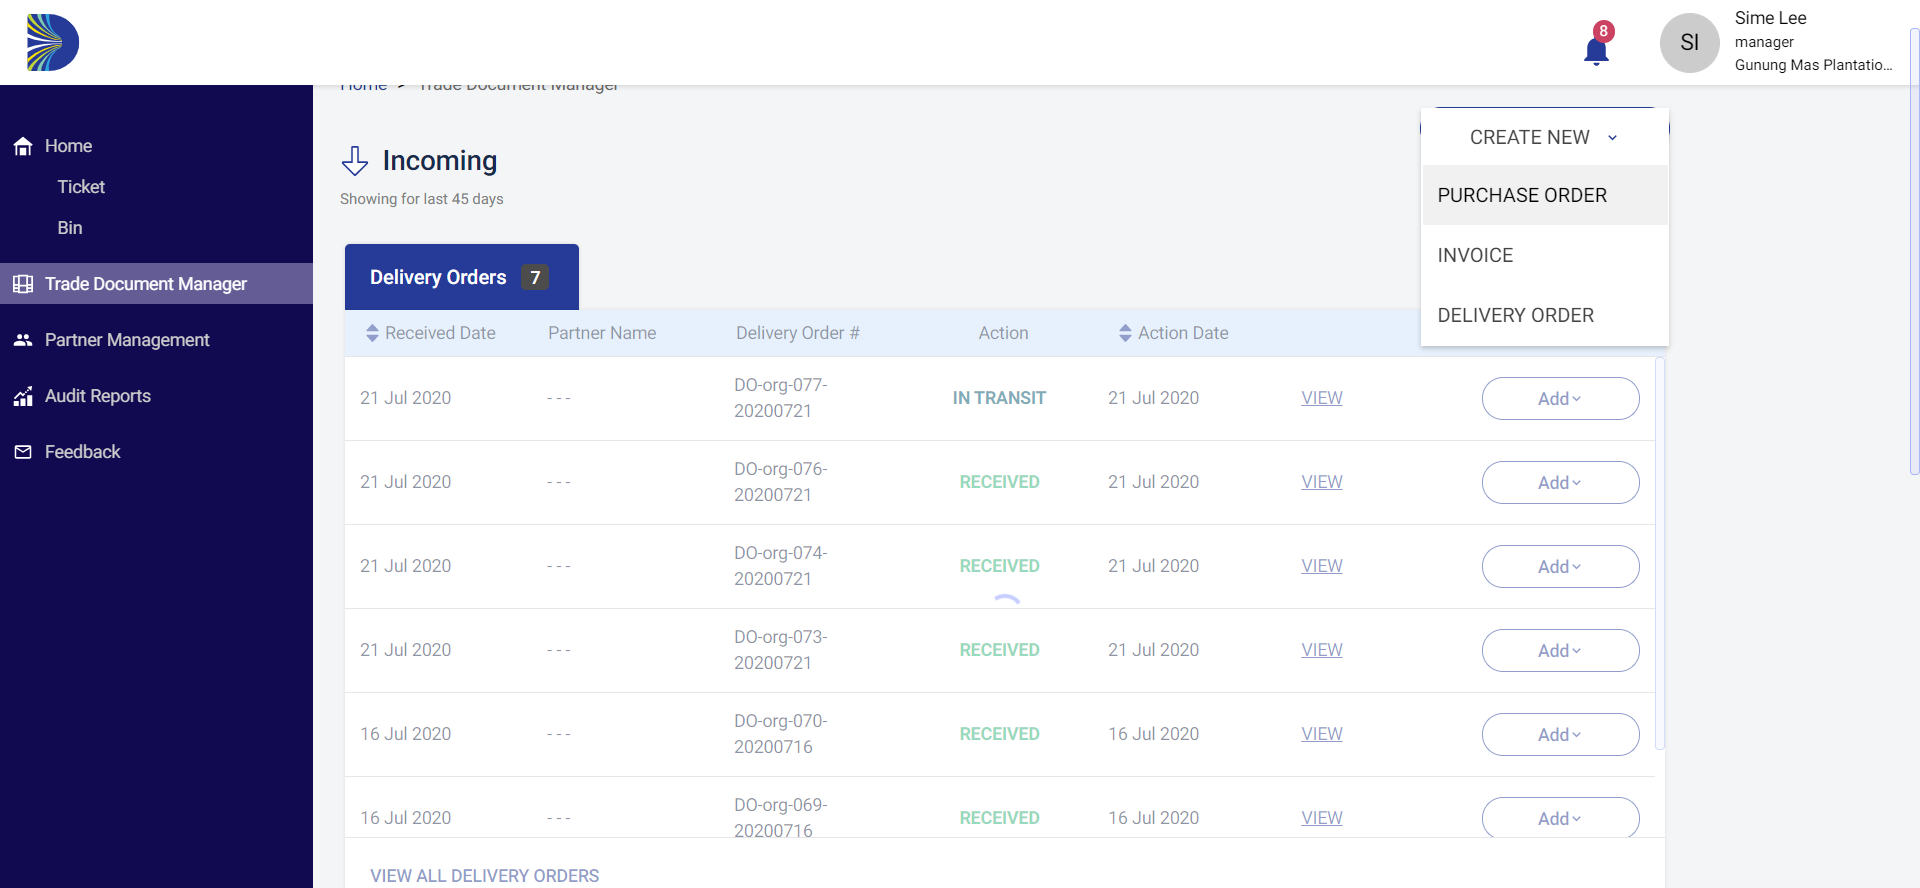 8
SI
Sime Lee
manager
Gunung Mas Plantatio...
Home > Trade Document Manager
Home
Ticket
Bin
Trade Document Manager
Partner Management
Audit Reports
Feedback
Incoming
Showing for last 45 days
CREATE NEW
PURCHASE ORDER
INVOICE
DELIVERY ORDER
Delivery Orders 7
Received Date Partner Name Delivery Order # Action Action Date
21 Jul 2020 - - - DO-org-077-20200721 IN TRANSIT 21 Jul 2020 VIEW Add
21 Jul 2020 - - - DO-org-076-20200721 RECEIVED 21 Jul 2020 VIEW Add
21 Jul 2020 - - - DO-org-074-20200721 RECEIVED 21 Jul 2020 VIEW Add
21 Jul 2020 - - - DO-org-073-20200721 RECEIVED 21 Jul 2020 VIEW Add
16 Jul 2020 - - - DO-org-070-20200716 RECEIVED 16 Jul 2020 VIEW Add
16 Jul 2020 - - - DO-org-069-20200716 RECEIVED 16 Jul 2020 VIEW Add
VIEW ALL DELIVERY ORDERS